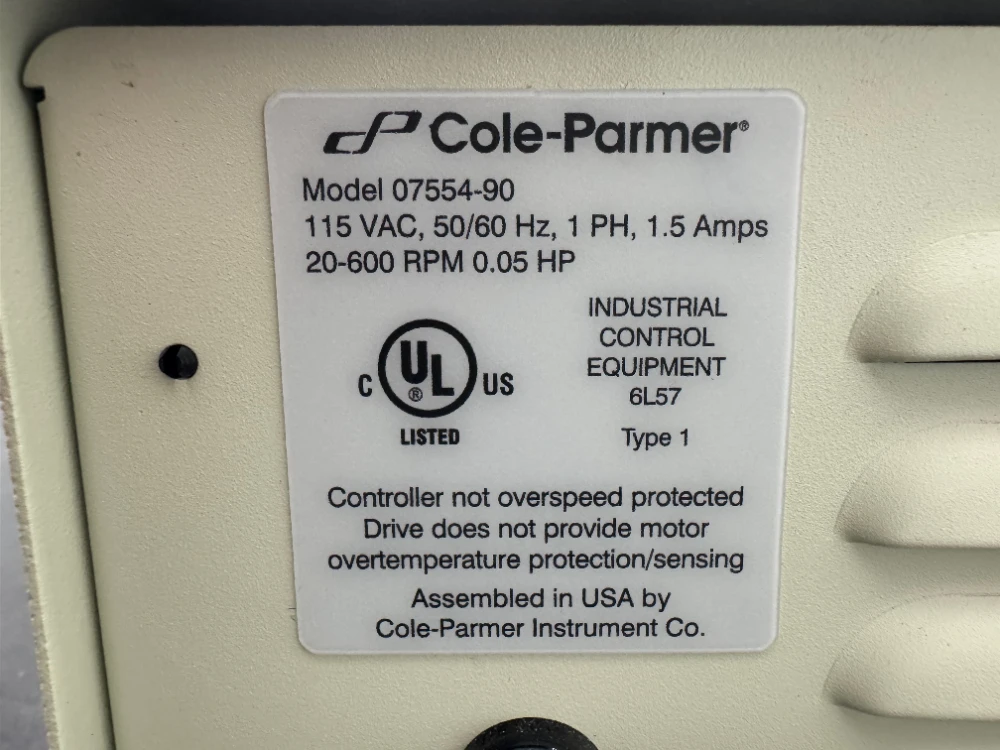 Cole-Parmer®
Model 07554-90
115 VAC, 50/60 Hz, 1 PH, 1.5 Amps
20-600 RPM 0.05 HP
INDUSTRIAL
CONTROL
EQUIPMENT
6L57
Type 1
C UL® US
LISTED
Controller not overspeed protected
Drive does not provide motor
overtemperature protection/sensing
Assembled in USA by
Cole-Parmer Instrument Co.